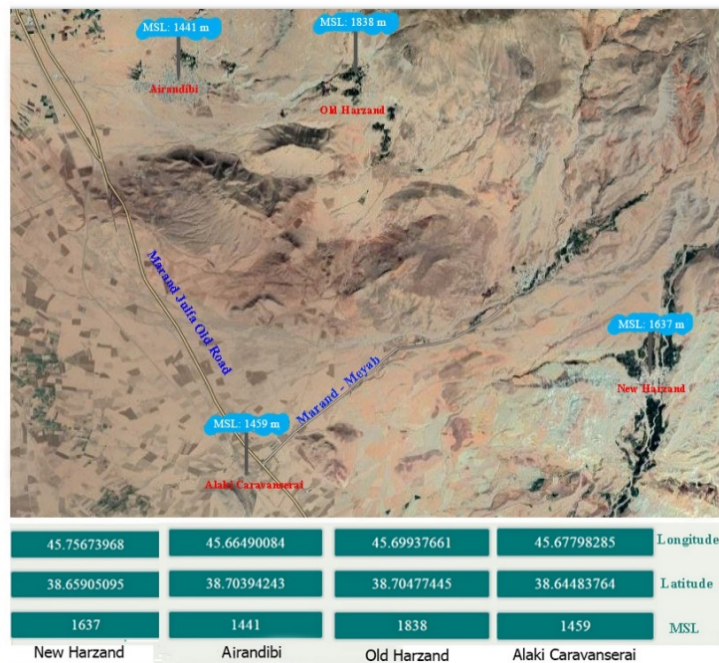 MSL: 1441 m
MSL: 1838 m
Airandibi
Old Harzand
Marand Julfa Old Road
MSL: 1637 m
Marand - Meyab
New Harzand
MSL: 1459 m
Alaki Caravanserai
45.75673968 45.66490084 45.69937661 45.67798285 Longitude
38.65905095 38.70394243 38.70477445 38.64483764 Latitude
1637 1441 1838 1459 MSL
New Harzand Airandibi Old Harzand Alaki Caravanserai